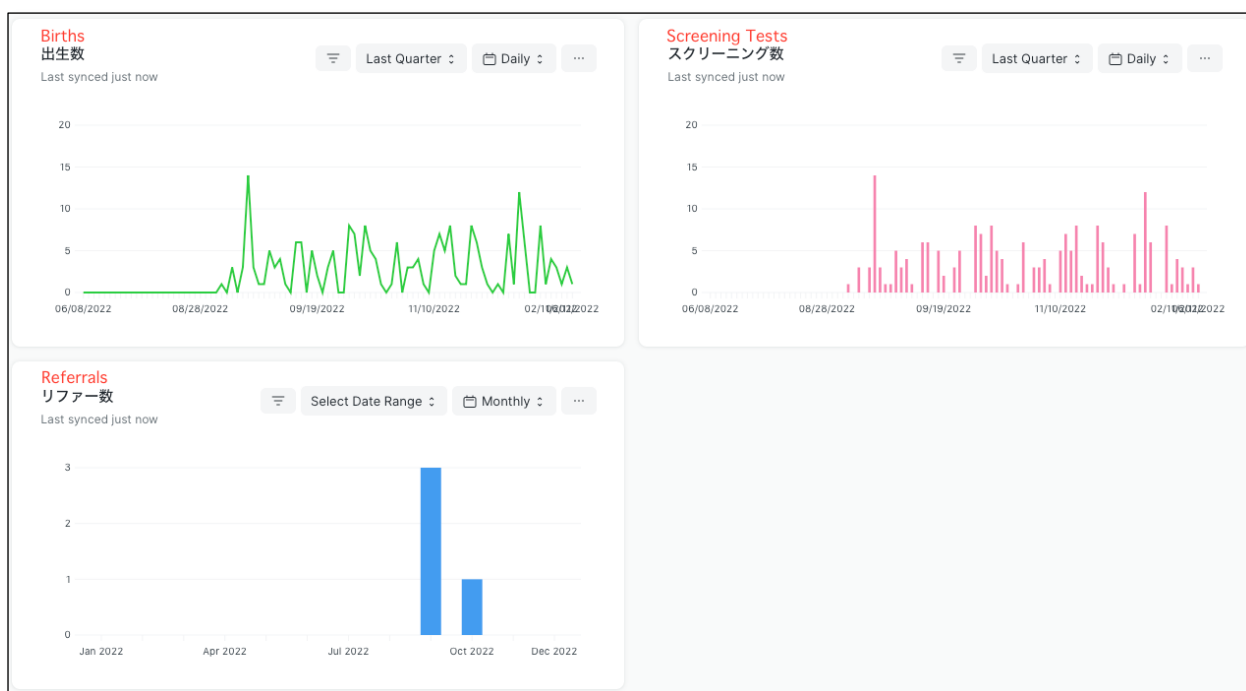 Births
出生数
Last Quarter
Daily
...
Last synced just now
20
15
10
5
0
06/08/2022
08/28/2022
09/19/2022
11/10/2022
Screening Tests
スクリーニング数
Last Quarter
Daily
...
Last synced just now
20
15
10
5
0
06/08/2022
08/28/2022
09/19/2022
11/10/2022
Referrals
リファー数
Select Date Range
Monthly
...
Last synced just now
3
2
1
0
Jan 2022
Apr 2022
Jul 2022
Oct 2022
Dec 2022